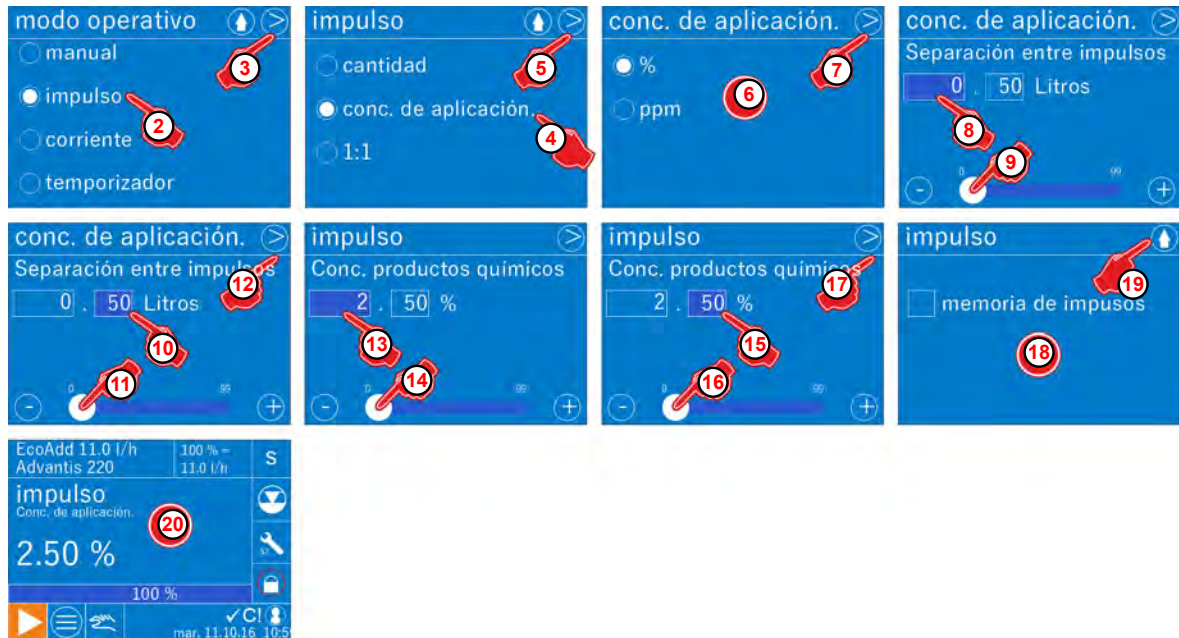 modo operativo
manual
3
impulso
2
corriente
temporizador
impulso
cantidad
5
conc. de aplicación.
4
1:1
conc. de aplicación.
%
7
6
ppm
conc. de aplicación.
Separación entre impulsos
0 . 50 Litros
8
9
0 99
- +
conc. de aplicación.
Separación entre impulsos
12
0 . 50 Litros
10
11
0 99
- +
impulso
Conc. productos químicos
2 . 50 %
13
14
0 99
- +
impulso
Conc. productos químicos
17
2 . 50 %
15
16
0 99
- +
impulso
19
memoria de impusos
18
EcoAdd 11.0 l/h
Advantis 220
100 % =
11.0 l/h
S
impulso
Conc. de aplicación.
20
2.50 %
100 %
✓C!
mar. 11.10.16 10:5